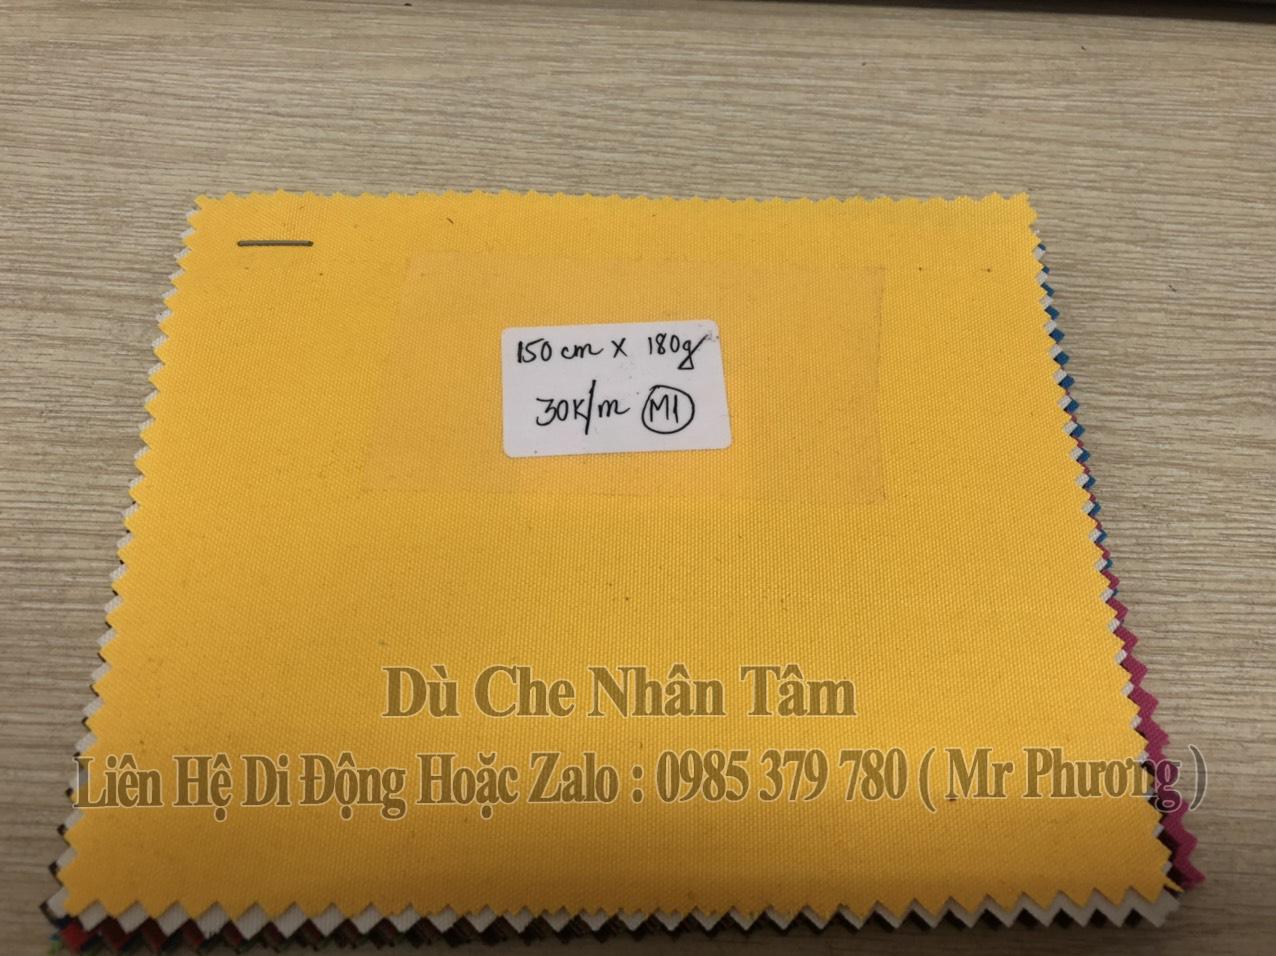 150 cm x 180g
30K/m M1
Dù Che Nhân Tâm
Liên Hệ Di Động Hoặc Zalo : 0985 379 780 ( Mr Phương )